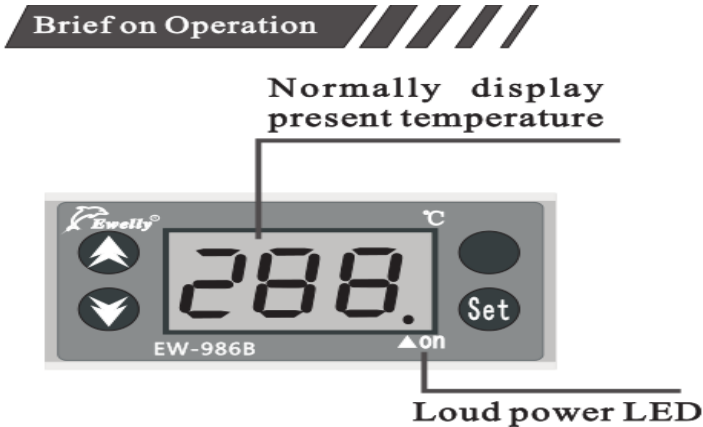 Brief on Operation
Normally display
present temperature
Ewelly®
℃
288.
Set
EW-986B
▲on
Loud power LED